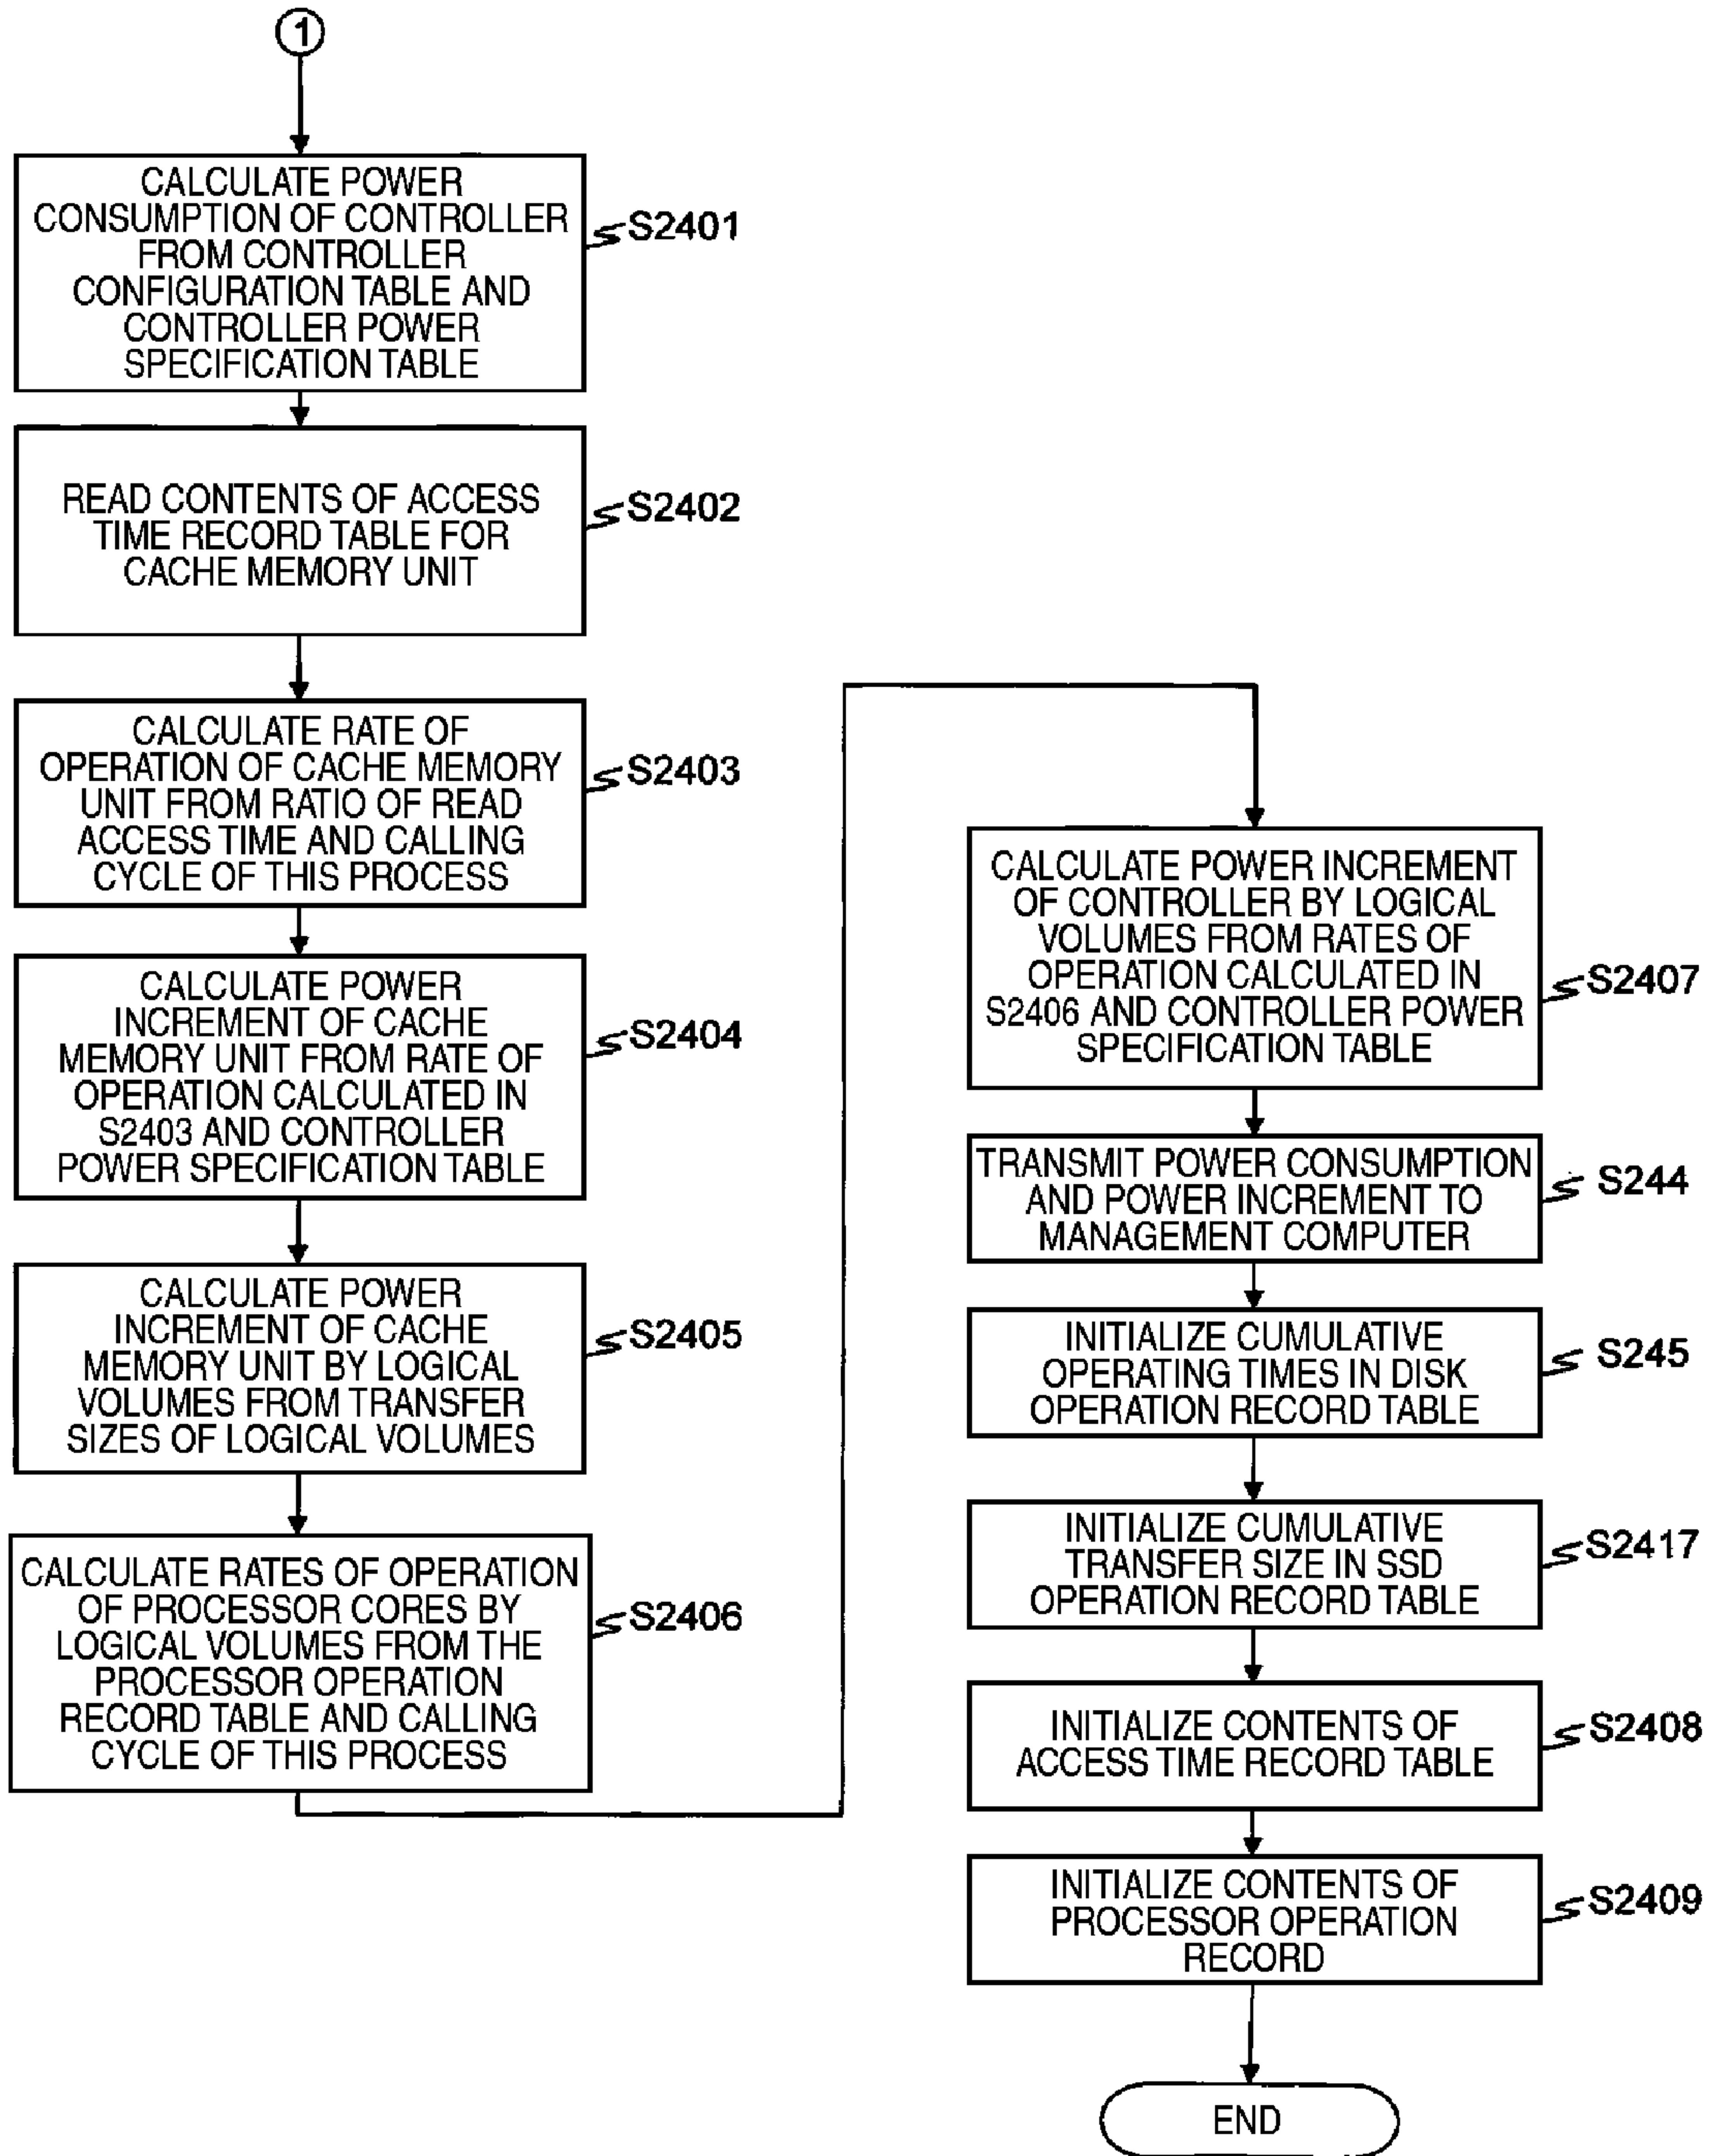 1
CALCULATE POWER
CONSUMPTION OF CONTROLLER
FROM CONTROLLER
CONFIGURATION TABLE AND
CONTROLLER POWER
SPECIFICATION TABLE
S2401
READ CONTENTS OF ACCESS
TIME RECORD TABLE FOR
CACHE MEMORY UNIT
S2402
CALCULATE RATE OF
OPERATION OF CACHE MEMORY
UNIT FROM RATIO OF READ
ACCESS TIME AND CALLING
CYCLE OF THIS PROCESS
S2403
CALCULATE POWER
INCREMENT OF CACHE
MEMORY UNIT FROM RATE OF
OPERATION CALCULATED IN
S2403 AND CONTROLLER
POWER SPECIFICATION TABLE
S2404
CALCULATE POWER
INCREMENT OF CACHE
MEMORY UNIT BY LOGICAL
VOLUMES FROM TRANSFER
SIZES OF LOGICAL VOLUMES
S2405
CALCULATE RATES OF OPERATION
OF PROCESSOR CORES BY
LOGICAL VOLUMES FROM THE
PROCESSOR OPERATION
RECORD TABLE AND CALLING
CYCLE OF THIS PROCESS
S2406
CALCULATE POWER INCREMENT
OF CONTROLLER BY LOGICAL
VOLUMES FROM RATES OF
OPERATION CALCULATED IN
S2406 AND CONTROLLER POWER
SPECIFICATION TABLE
S2407
TRANSMIT POWER CONSUMPTION
AND POWER INCREMENT TO
MANAGEMENT COMPUTER
S244
INITIALIZE CUMULATIVE
OPERATING TIMES IN DISK
OPERATION RECORD TABLE
S245
INITIALIZE CUMULATIVE
TRANSFER SIZE IN SSD
OPERATION RECORD TABLE
S2417
INITIALIZE CONTENTS OF
ACCESS TIME RECORD TABLE
S2408
INITIALIZE CONTENTS OF
PROCESSOR OPERATION
RECORD
S2409
END